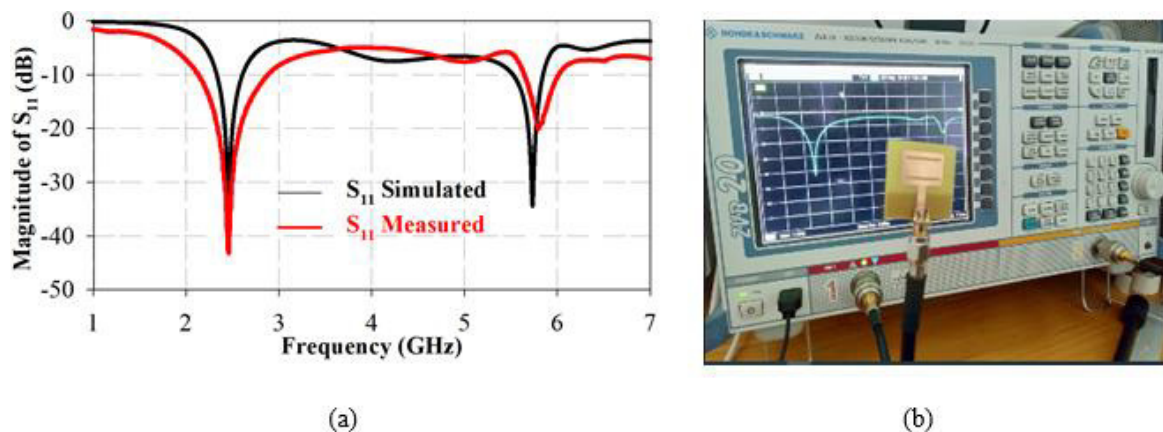 0
-10
-20
-30
-40
-50
Magnitude of S₁₁ (dB)
S₁₁ Simulated
S₁₁ Measured
1 2 3 4 5 6 7
Frequency (GHz)
(a)
ROHDE & SCHWARZ
ZVB 20
1
(b)